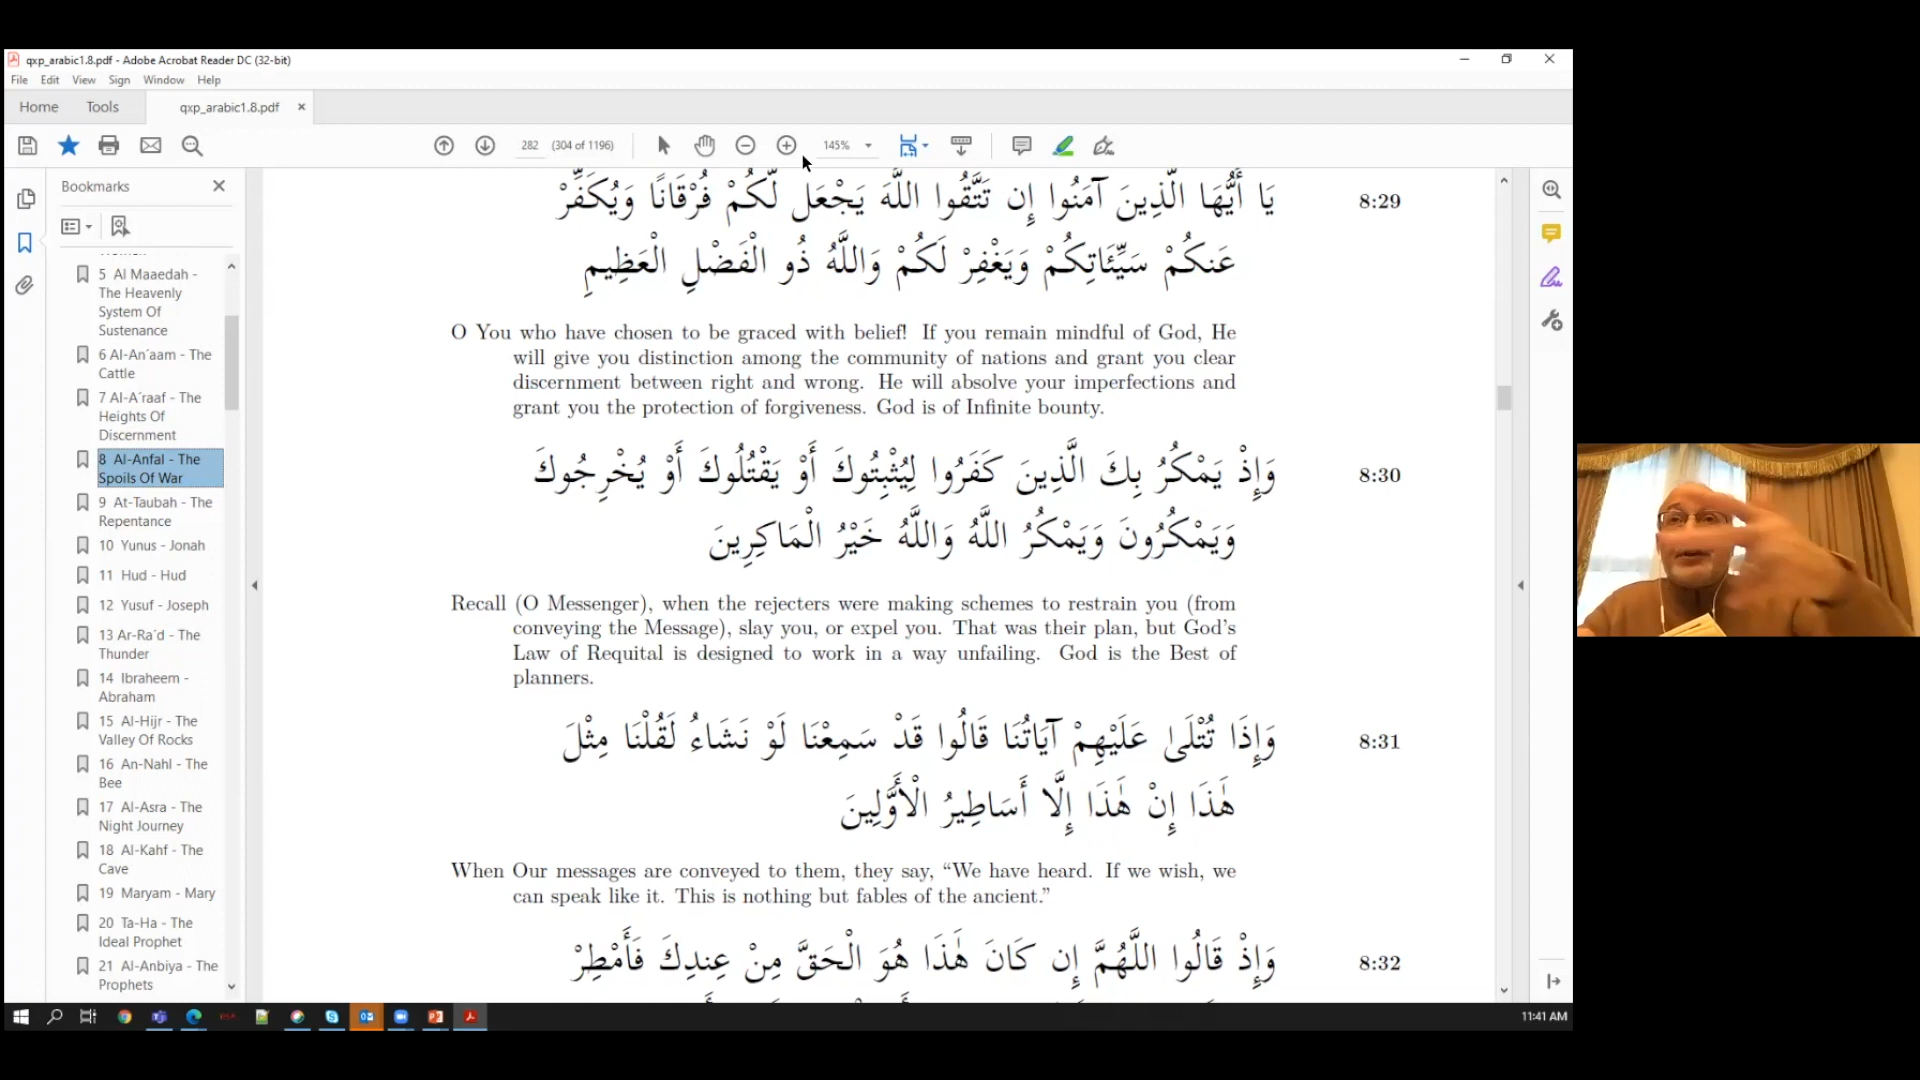 qxp_arabic1.8.pdf - Adobe Acrobat Reader DC (32-bit)
File Edit View Sign Window Help
Home Tools qxp_arabic1.8.pdf
282 (304 of 1196) 145%
Bookmarks
5 Al Maaedah -
The Heavenly
System Of
Sustenance
6 Al-An´aam - The
Cattle
7 Al-A´raaf - The
Heights Of
Discernment
8 Al-Anfal - The
Spoils Of War
9 At-Taubah - The
Repentance
10 Yunus - Jonah
11 Hud - Hud
12 Yusuf - Joseph
13 Ar-Ra´d - The
Thunder
14 Ibraheem -
Abraham
15 Al-Hijr - The
Valley Of Rocks
16 An-Nahl - The
Bee
17 Al-Asra - The
Night Journey
18 Al-Kahf - The
Cave
19 Maryam - Mary
20 Ta-Ha - The
Ideal Prophet
21 Al-Anbiya - The
Prophets
8:29 يَا أَيُّهَا الَّذِينَ آمَنُوا إِن تَتَّقُوا اللَّهَ يَجْعَل لَّكُمْ فُرْقَانًا وَيُكَفِّرْ
عَنكُمْ سَيِّئَاتِكُمْ وَيَغْفِرْ لَكُمْ وَاللَّهُ ذُو الْفَضْلِ الْعَظِيمِ
O You who have chosen to be graced with belief! If you remain mindful of God, He
will give you distinction among the community of nations and grant you clear
discernment between right and wrong. He will absolve your imperfections and
grant you the protection of forgiveness. God is of Infinite bounty.
8:30 وَإِذْ يَمْكُرُ بِكَ الَّذِينَ كَفَرُوا لِيُثْبِتُوكَ أَوْ يَقْتُلُوكَ أَوْ يُخْرِجُوكَ
وَيَمْكُرُونَ وَيَمْكُرُ اللَّهُ وَاللَّهُ خَيْرُ الْمَاكِرِينَ
Recall (O Messenger), when the rejecters were making schemes to restrain you (from
conveying the Message), slay you, or expel you. That was their plan, but God’s
Law of Requital is designed to work in a way unfailing. God is the Best of
planners.
8:31 وَإِذَا تُتْلَىٰ عَلَيْهِمْ آيَاتُنَا قَالُوا قَدْ سَمِعْنَا لَوْ نَشَاءُ لَقُلْنَا مِثْلَ
هَٰذَا إِنْ هَٰذَا إِلَّا أَسَاطِيرُ الْأَوَّلِينَ
When Our messages are conveyed to them, they say, “We have heard. If we wish, we
can speak like it. This is nothing but fables of the ancient.”
8:32 وَإِذْ قَالُوا اللَّهُمَّ إِن كَانَ هَٰذَا هُوَ الْحَقَّ مِنْ عِندِكَ فَأَمْطِرْ
11:41 AM